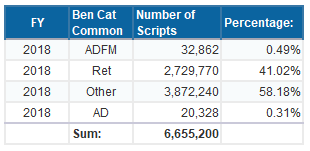 FY Ben Cat Common Number of Scripts Percentage:
2018 ADFM 32,862 0.49%
2018 Ret 2,729,770 41.02%
2018 Other 3,872,240 58.18%
2018 AD 20,328 0.31%
Sum: 6,655,200